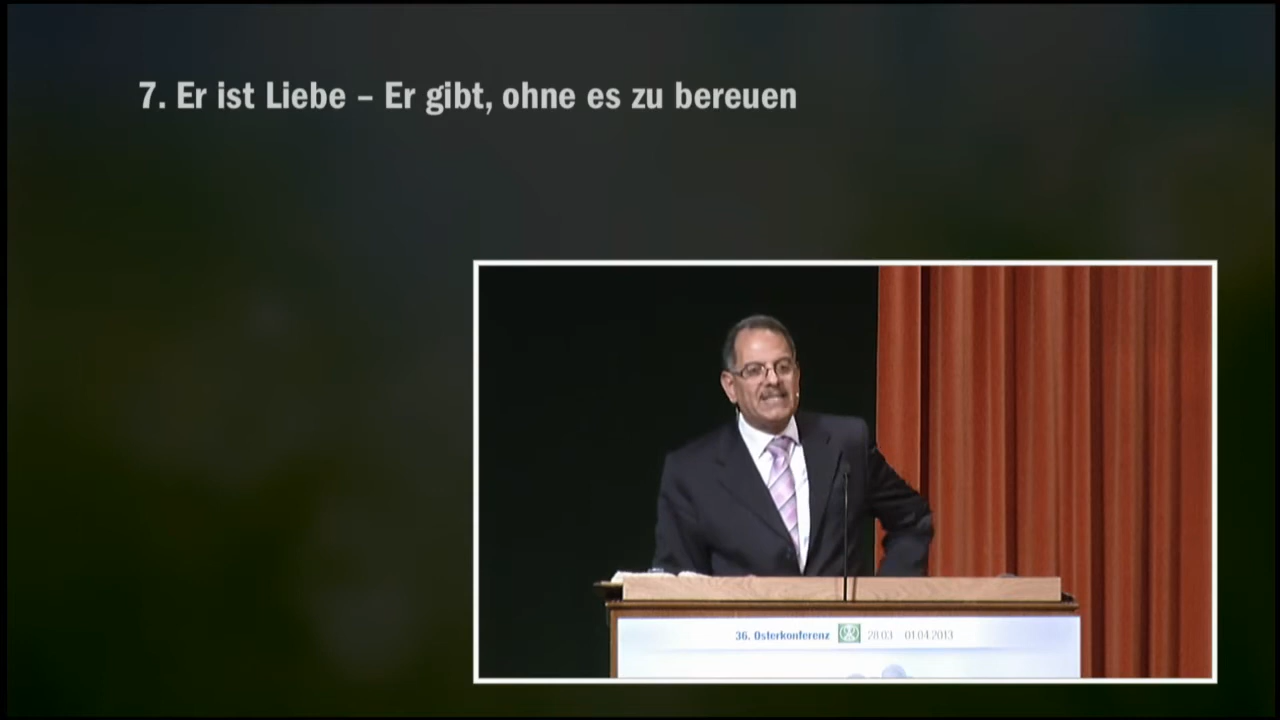 7. Er ist Liebe – Er gibt, ohne es zu bereuen
36. Osterkonferenz 28.03 01.04.2013